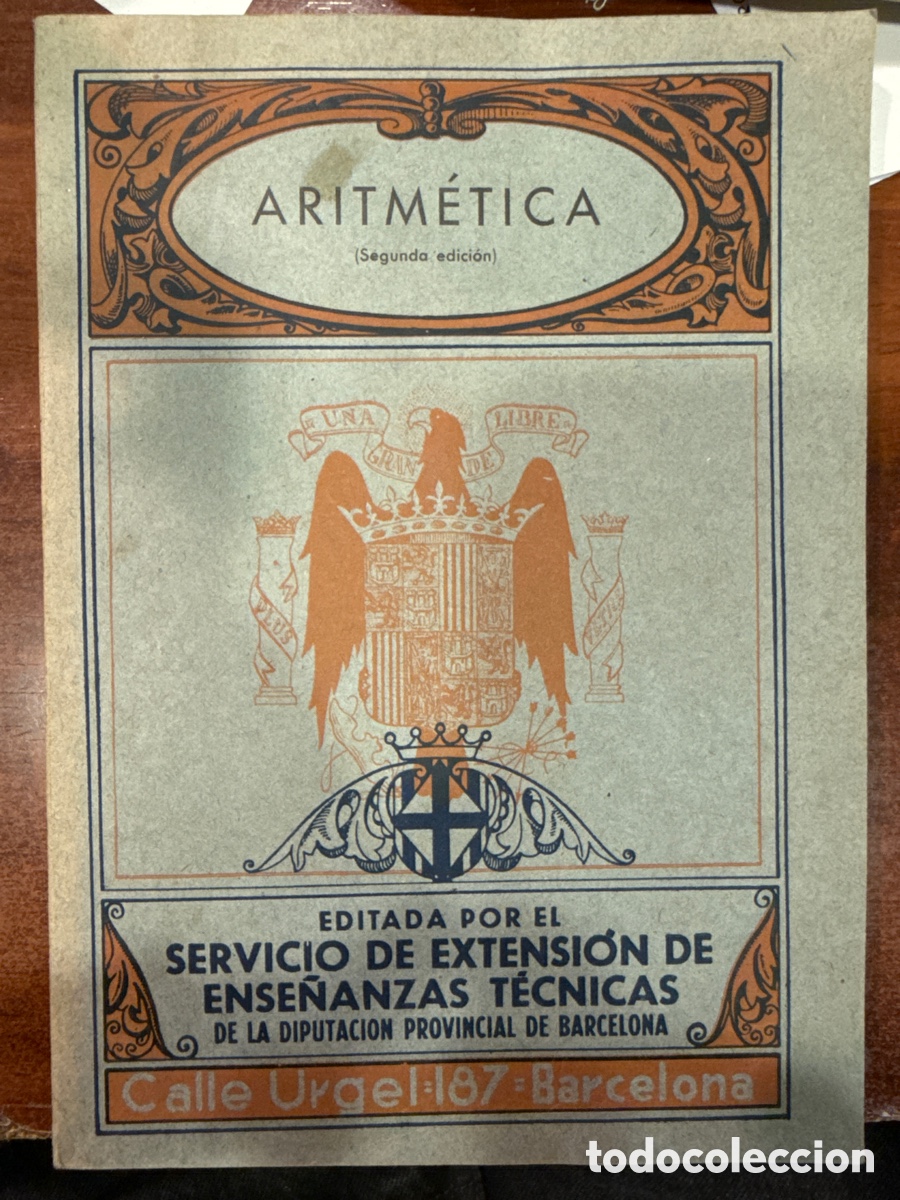 ARITMÉTICA
(Segunda edición)
UNA
GRANDE
LIBRE
PLUS
EDITADA POR EL
SERVICIO DE EXTENSIÓN DE
ENSEÑANZAS TÉCNICAS
DE LA DIPUTACION PROVINCIAL DE BARCELONA
Calle Urgel=187=Barcelona
todocoleccion